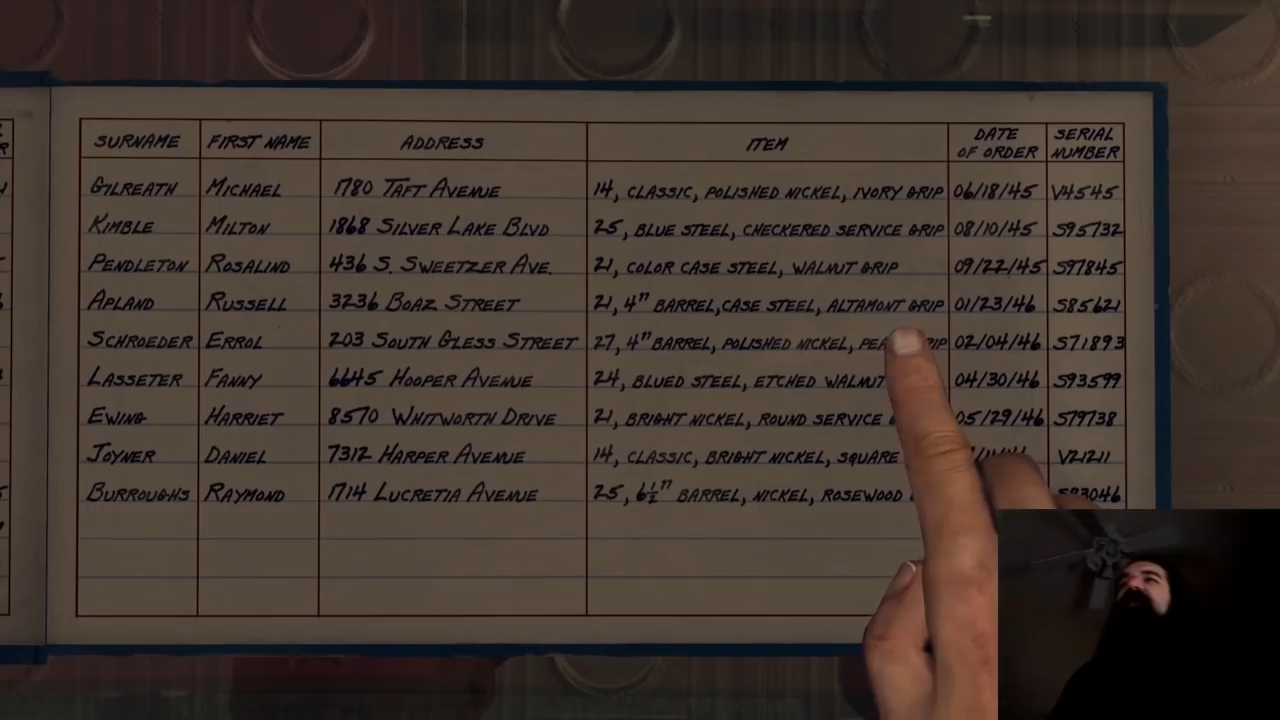 SURNAME FIRST NAME ADDRESS ITEM DATE OF ORDER SERIAL NUMBER
GILREATH MICHAEL 1780 TAFT AVENUE 14, CLASSIC, POLISHED NICKEL, IVORY GRIP 06/18/45 V4545
KIMBLE MILTON 1868 SILVER LAKE BLVD 25, BLUE STEEL, CHECKERED SERVICE GRIP 08/10/45 S95732
PENDLETON ROSALIND 436 S. SWEETZER AVE. 21, COLOR CASE STEEL, WALNUT GRIP 09/22/45 S97845
APLAND RUSSELL 3236 BOAZ STREET 21, 4" BARREL, CASE STEEL, ALTAMONT GRIP 01/23/46 S85621
SCHROEDER ERROL 203 SOUTH GLESS STREET 27, 4" BARREL, POLISHED NICKEL, 02/04/46 S71893
LASSETER FANNY 6645 HOOPER AVENUE 24, BLUED STEEL, ETCHED WALNUT 04/30/46 S93599
EWING HARRIET 8570 WHITWORTH DRIVE 21, BRIGHT NICKEL, ROUND SERVICE 05/29/46 S79738
JOYNER DANIEL 7312 HARPER AVENUE 14, CLASSIC, BRIGHT NICKEL, SQUARE V21211
BURROUGHS RAYMOND 1714 LUCRETIA AVENUE 25, 6½" BARREL, NICKEL, ROSEWOOD S83046